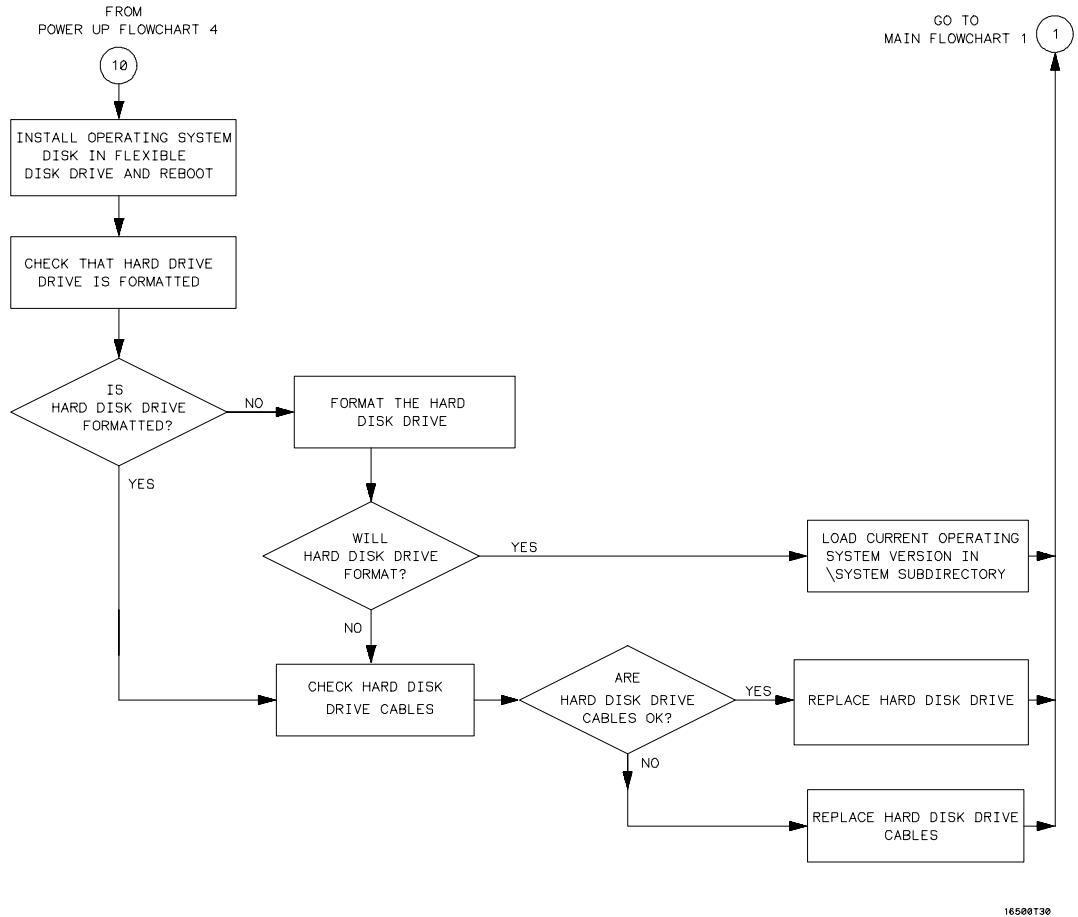 FROM
POWER UP FLOWCHART 4
10
GO TO
MAIN FLOWCHART 1
1
INSTALL OPERATING SYSTEM
DISK IN FLEXIBLE
DISK DRIVE AND REBOOT
CHECK THAT HARD DRIVE
DRIVE IS FORMATTED
IS
HARD DISK DRIVE
FORMATTED?
NO
YES
FORMAT THE HARD
DISK DRIVE
WILL
HARD DISK DRIVE
FORMAT?
YES
NO
LOAD CURRENT OPERATING
SYSTEM VERSION IN
\SYSTEM SUBDIRECTORY
CHECK HARD DISK
DRIVE CABLES
ARE
HARD DISK DRIVE
CABLES OK?
YES
NO
REPLACE HARD DISK DRIVE
REPLACE HARD DISK DRIVE
CABLES
16500T30